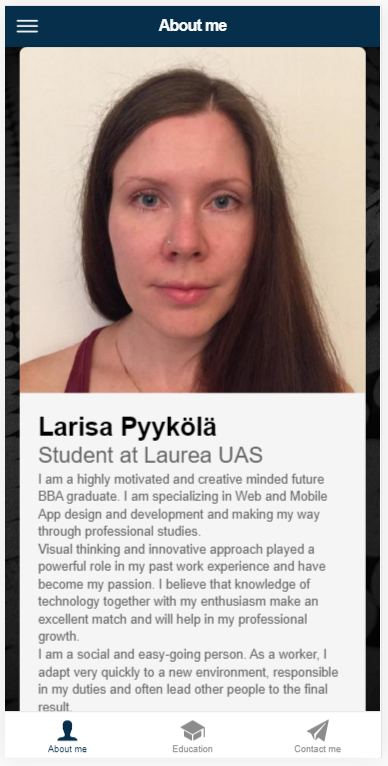 About me
Larisa Pyykölä
Student at Laurea UAS
I am a highly motivated and creative minded future
BBA graduate. I am specializing in Web and Mobile
App design and development and making my way
through professional studies.
Visual thinking and innovative approach played a
powerful role in my past work experience and have
become my passion. I believe that knowledge of
technology together with my enthusiasm make an
excellent match and will help in my professional
growth.
I am a social and easy-going person. As a worker, I
adapt very quickly to a new environment, responsible
in my duties and often lead other people to the final
result.
About me
Education
Contact me